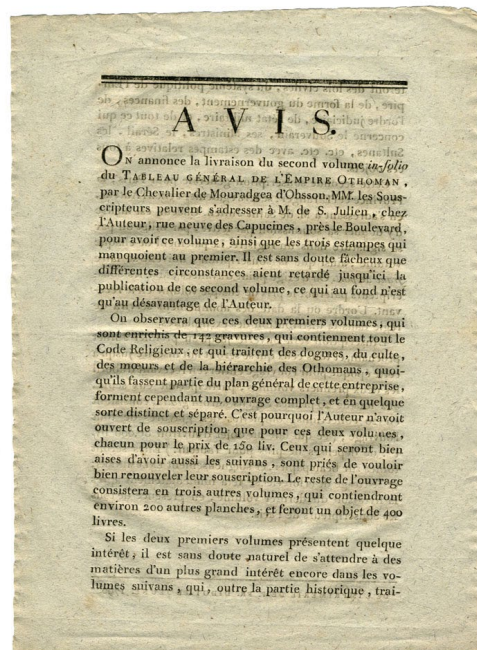 AVIS.
ON annonce la livraison du second volume in-folio
du TABLEAU GÉNÉRAL DE L'EMPIRE OTHOMAN,
par le Chevalier de Mouradgea d'Ohsson. MM. les Sous-
cripteurs peuvent s'adresser à M. de S. Julien, chez
l'Auteur, rue neuve des Capucines, près le Boulevard,
pour avoir ce volume, ainsi que les trois estampes qui
manquoient au premier. Il est sans doute fâcheux que
différentes circonstances aient retardé jusqu'ici la
publication de ce second volume, ce qui au fond n'est
qu'au désavantage de l'Auteur.
On observera que ces deux premiers volumes, qui
sont enrichis de 142 gravures, qui contiennent tout le
Code Religieux, et qui traitent des dogmes, du culte,
des mœurs et de la hiérarchie des Othomans, quoi-
qu'ils fassent partie du plan général de cette entreprise,
forment cependant un ouvrage complet, et en quelque
sorte distinct et séparé. C'est pourquoi l'Auteur n'avoit
ouvert de souscription que pour ces deux volumes,
chacun pour le prix de 150 liv. Ceux qui seront bien
aises d'avoir aussi les suivans, sont priés de vouloir
bien renouveler leur souscription. Le reste de l'ouvrage
consistera en trois autres volumes, qui contiendront
environ 200 autres planches, et feront un objet de 400
livres.
Si les deux premiers volumes présentent quelque
intérêt, il est sans doute naturel de s'attendre à des
matières d'un plus grand intérêt encore dans les vo-
lumes suivans, qui, outre la partie historique, trai-